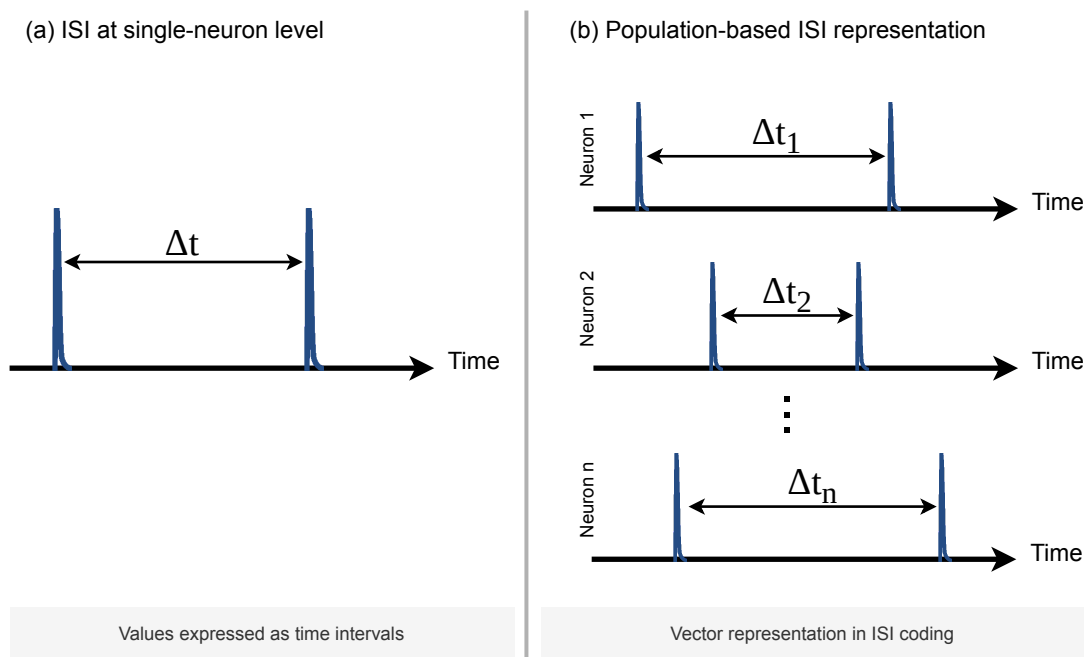 (a) ISI at single-neuron level
Δt
Time
Values expressed as time intervals
(b) Population-based ISI representation
Neuron 1
Δt₁
Time
Neuron 2
Δt₂
Time
Neuron n
Δtₙ
Time
Vector representation in ISI coding